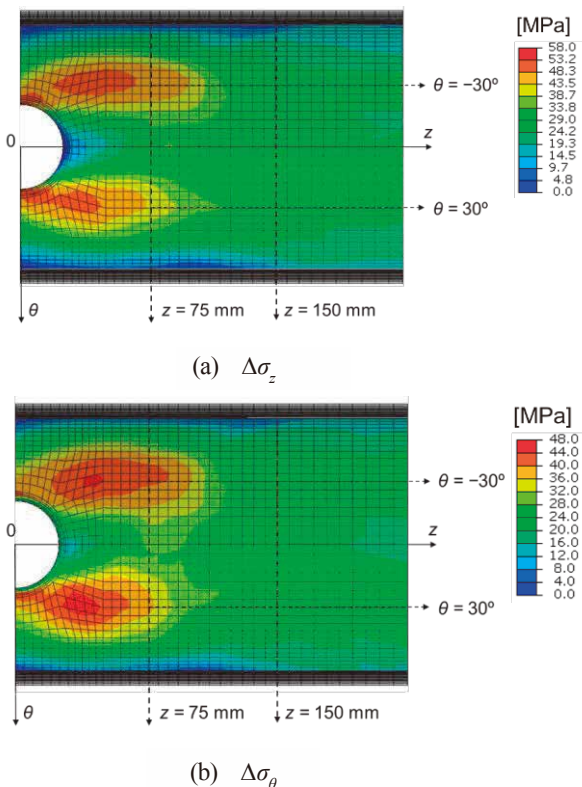 [MPa]
58.0
53.2
48.3
43.5
38.7
33.8
29.0
24.2
19.3
14.5
9.7
4.8
0.0
θ = −30º
0
z
θ = 30º
θ
z = 75 mm
z = 150 mm
(a) Δσz
[MPa]
48.0
44.0
40.0
36.0
32.0
28.0
24.0
20.0
16.0
12.0
8.0
4.0
0.0
θ = −30º
0
z
θ = 30º
θ
z = 75 mm
z = 150 mm
(b) Δσθ